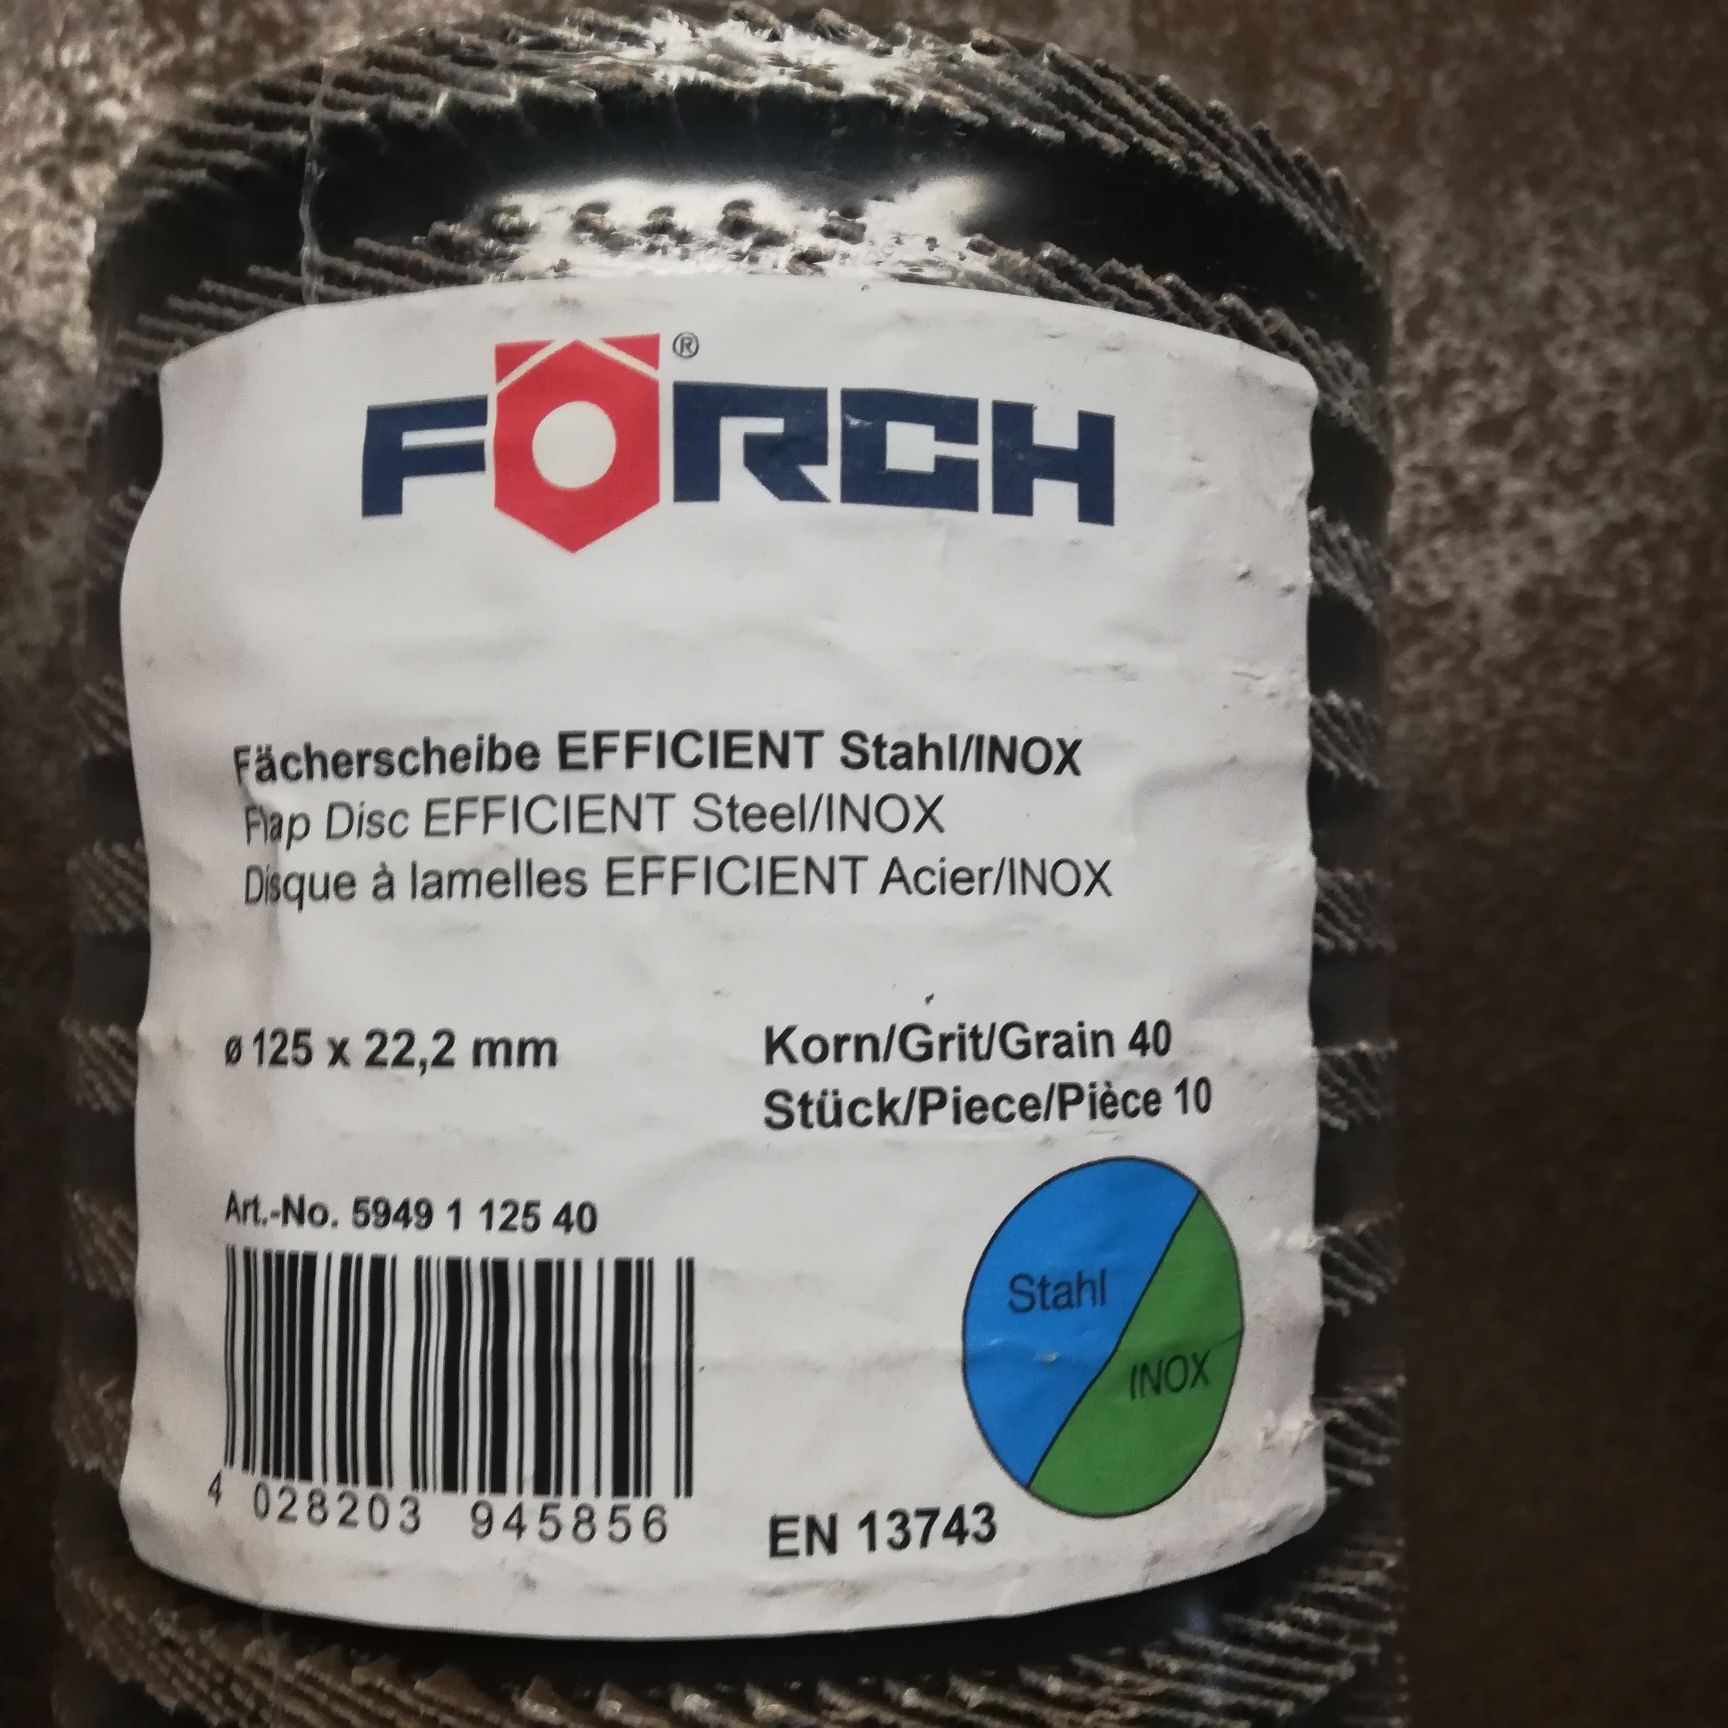 FÖRCH®
Fächerscheibe EFFICIENT Stahl/INOX
Flap Disc EFFICIENT Steel/INOX
Disque à lamelles EFFICIENT Acier/INOX
ø 125 x 22,2 mm
Korn/Grit/Grain 40
Stück/Piece/Pièce 10
Art.-No. 5949 1 125 40
4 028203 945856
Stahl
INOX
EN 13743